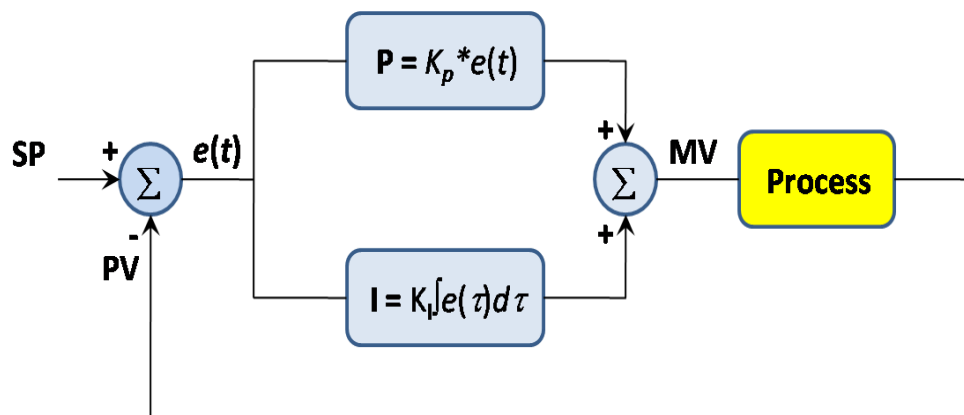 P = Kp*e(t)
SP
+
Σ
e(t)
-
PV
+
Σ
+
MV
Process
I = KI∫e(τ)dτ